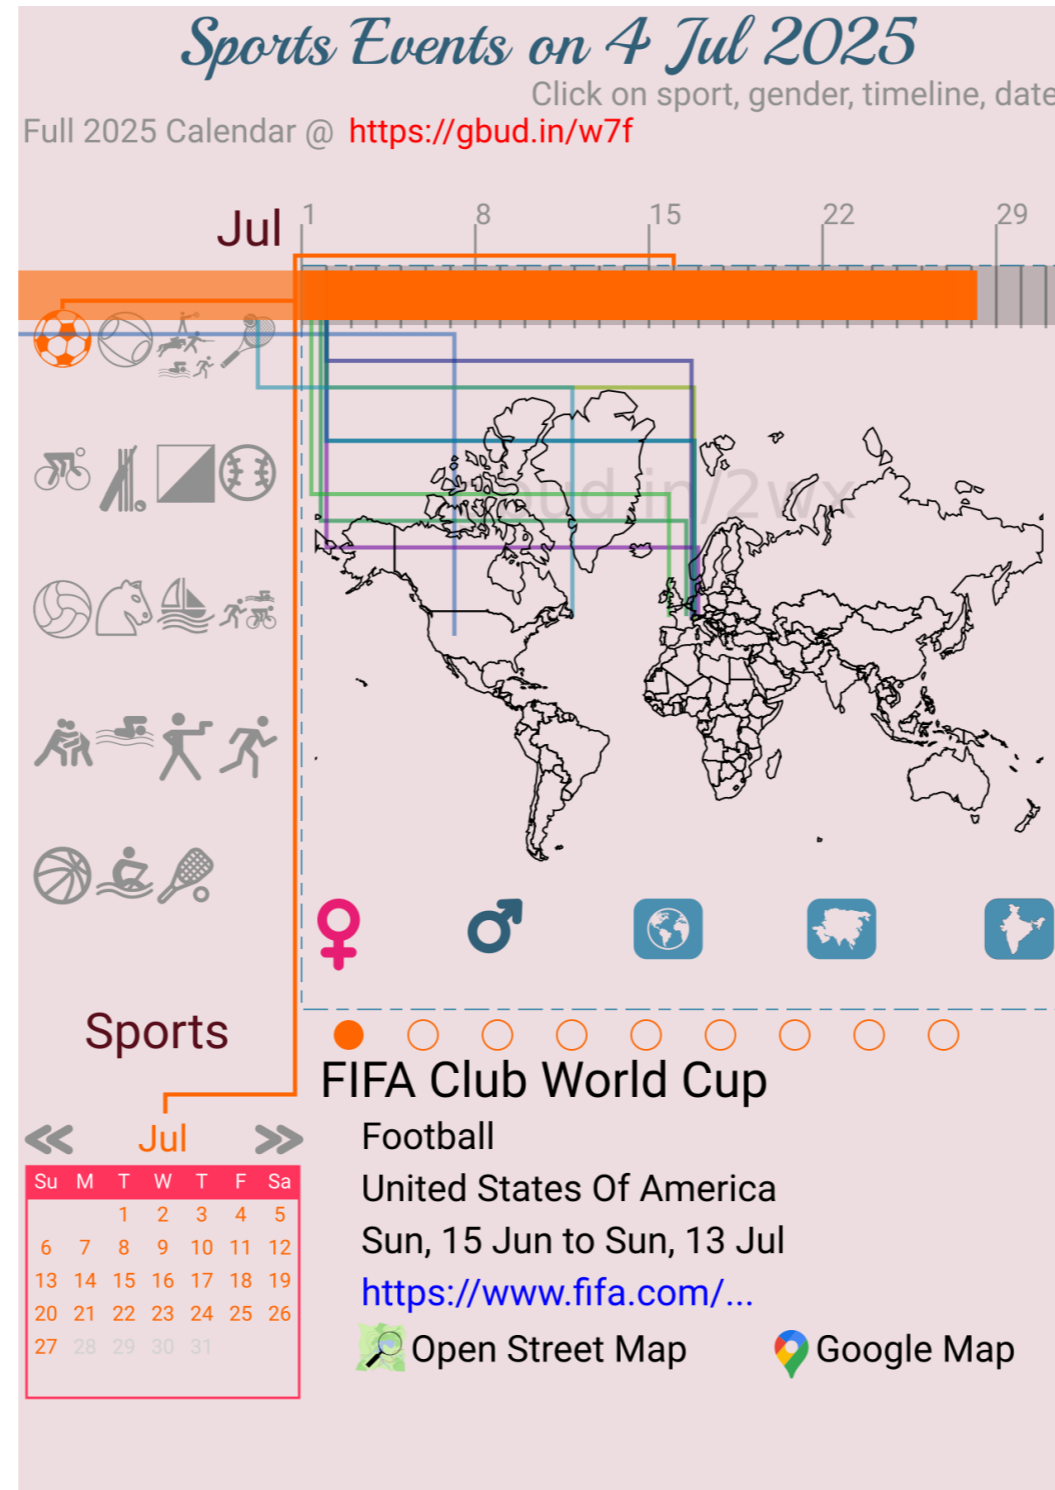 Sports Events on 4 Jul 2025
Click on sport, gender, timeline, date
Full 2025 Calendar @ https://gbud.in/w7f
Jul
1 8 15 22 29
gbud.in/2wx
Sports
FIFA Club World Cup
Football
United States Of America
Sun, 15 Jun to Sun, 13 Jul
https://www.fifa.com/...
Open Street Map Google Map
Jul
Su M T W T F Sa
1 2 3 4 5
6 7 8 9 10 11 12
13 14 15 16 17 18 19
20 21 22 23 24 25 26
27 28 29 30 31